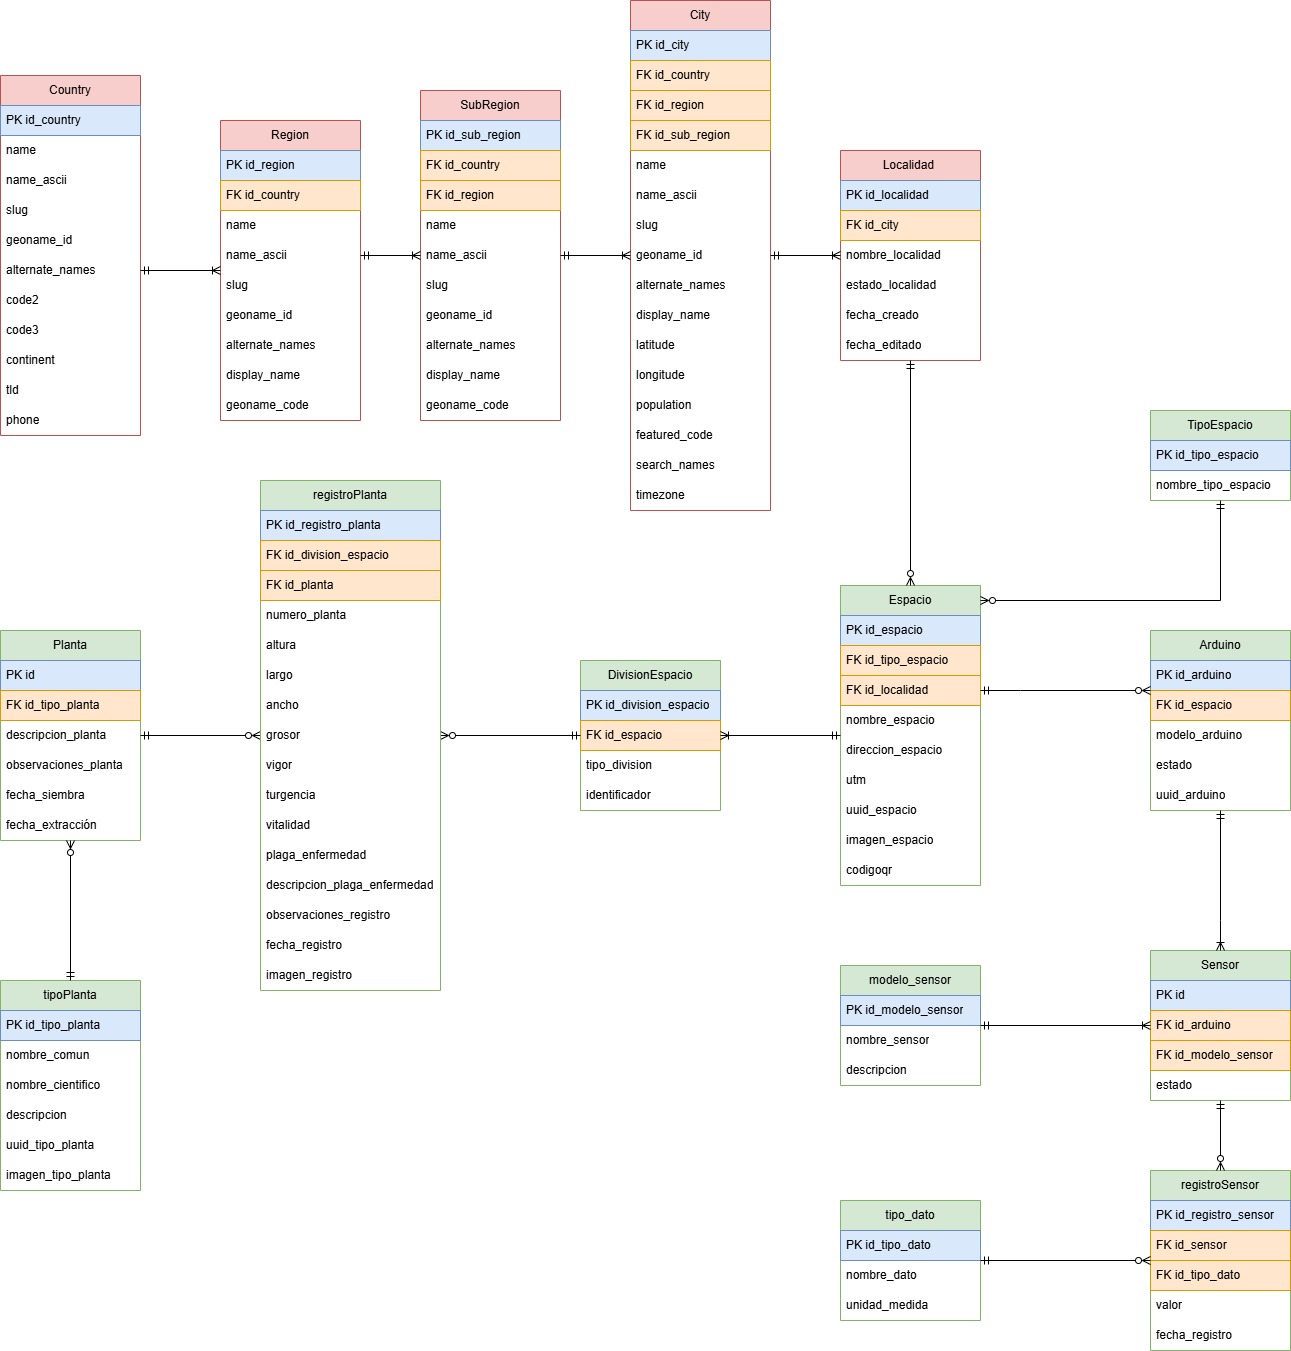 Country
PK id_country
name
name_ascii
slug
geoname_id
alternate_names
code2
code3
continent
tld
phone
Region
PK id_region
FK id_country
name
name_ascii
slug
geoname_id
alternate_names
display_name
geoname_code
SubRegion
PK id_sub_region
FK id_country
FK id_region
name
name_ascii
slug
geoname_id
alternate_names
display_name
geoname_code
City
PK id_city
FK id_country
FK id_region
FK id_sub_region
name
name_ascii
slug
geoname_id
alternate_names
display_name
latitude
longitude
population
featured_code
search_names
timezone
Localidad
PK id_localidad
FK id_city
nombre_localidad
estado_localidad
fecha_creado
fecha_editado
TipoEspacio
PK id_tipo_espacio
nombre_tipo_espacio
registroPlanta
PK id_registro_planta
FK id_division_espacio
FK id_planta
numero_planta
altura
largo
ancho
grosor
vigor
turgencia
vitalidad
plaga_enfermedad
descripcion_plaga_enfermedad
observaciones_registro
fecha_registro
imagen_registro
Planta
PK id
FK id_tipo_planta
descripcion_planta
observaciones_planta
fecha_siembra
fecha_extracción
DivisionEspacio
PK id_division_espacio
FK id_espacio
tipo_division
identificador
Espacio
PK id_espacio
FK id_tipo_espacio
FK id_localidad
nombre_espacio
direccion_espacio
utm
uuid_espacio
imagen_espacio
codigoqr
Arduino
PK id_arduino
FK id_espacio
modelo_arduino
estado
uuid_arduino
tipoPlanta
PK id_tipo_planta
nombre_comun
nombre_cientifico
descripcion
uuid_tipo_planta
imagen_tipo_planta
modelo_sensor
PK id_modelo_sensor
nombre_sensor
descripcion
Sensor
PK id
FK id_arduino
FK id_modelo_sensor
estado
tipo_dato
PK id_tipo_dato
nombre_dato
unidad_medida
registroSensor
PK id_registro_sensor
FK id_sensor
FK id_tipo_dato
valor
fecha_registro